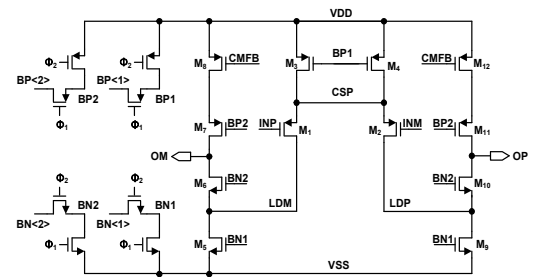 VDD
Φ2 Φ2 M8 CMFB M3 BP1 M4 CMFB M12
BP<2> BP<1> CSP
BP2 BP1
Φ1 Φ1 M7 BP2 INP M1 M2 INM BP2 M11
OM OP
Φ2 Φ2 M6 BN2 BN2 M10
BN2 BN1 LDM LDP
BN<2> BN<1>
Φ1 Φ1 M5 BN1 BN1 M9
VSS